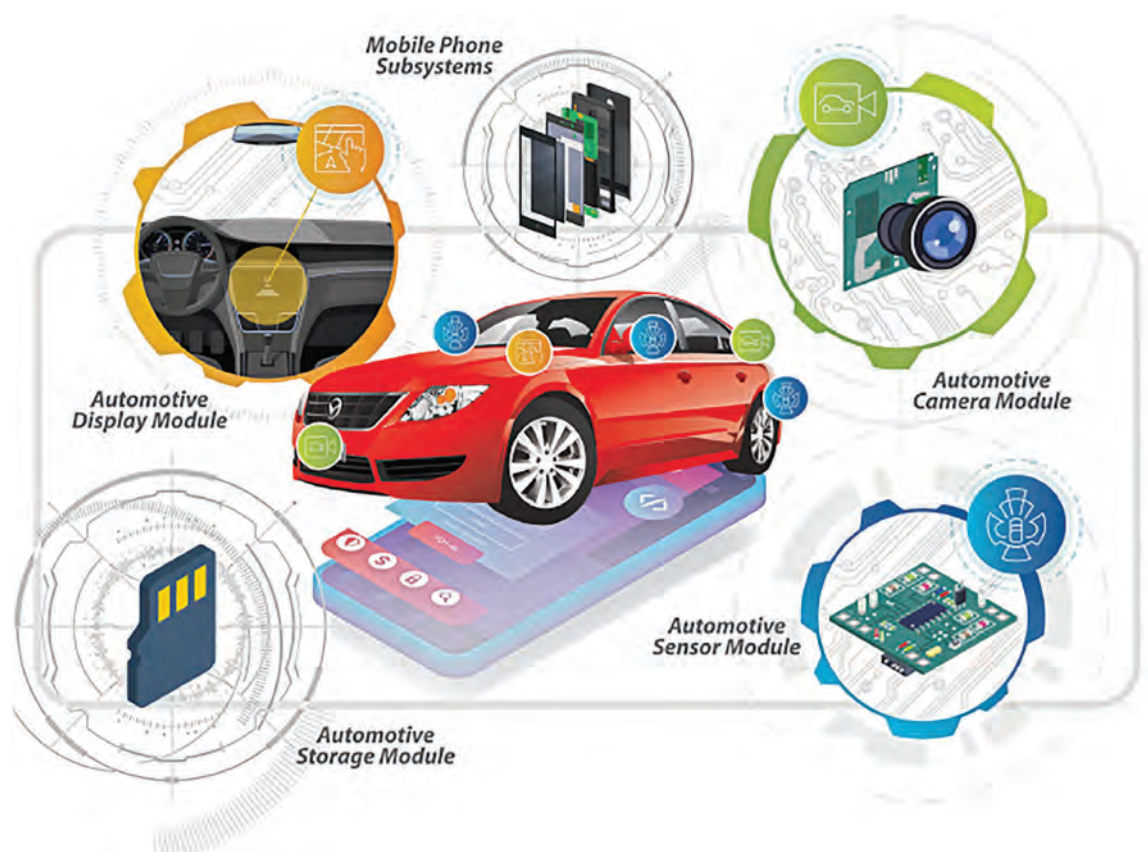 Mobile Phone
Subsystems
Automotive
Display Module
Automotive
Camera Module
Automotive
Sensor Module
Automotive
Storage Module